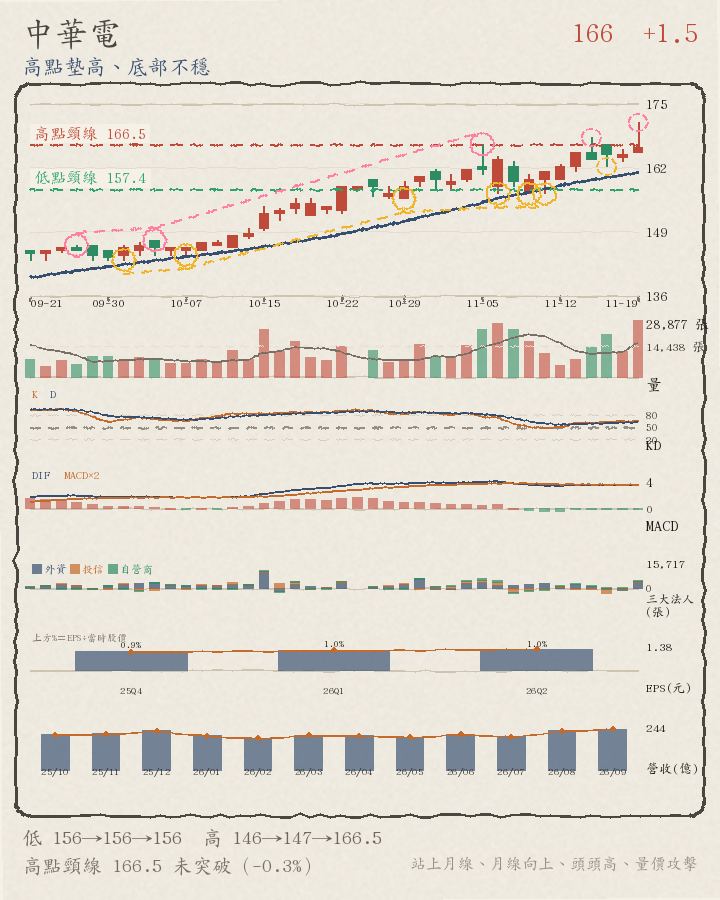 中華電
166 +1.5
高點墊高、底部不穩
175
高點頸線 166.5
162
低點頸線 157.4
149
136
09-21 09-30 10-07 10-15 10-22 10-29 11-05 11-12 11-19
28,877 張
14,438 張
量
K D
80
50
20
KD
DIF MACD×2
4
0
MACD
外資 投信 自營商
15,717
0
三大法人
(張)
上方%=EPS÷當時股價
0.9% 1.0% 1.0%
1.38
25Q4 26Q1 26Q2
EPS(元)
244
25/10 25/11 25/12 26/01 26/02 26/03 26/04 26/05 26/06 26/07 26/08 26/09
營收(億)
低 156→156→156 高 146→147→166.5
高點頸線 166.5 未突破 (-0.3%)
站上月線、月線向上、頭頭高、量價攻擊